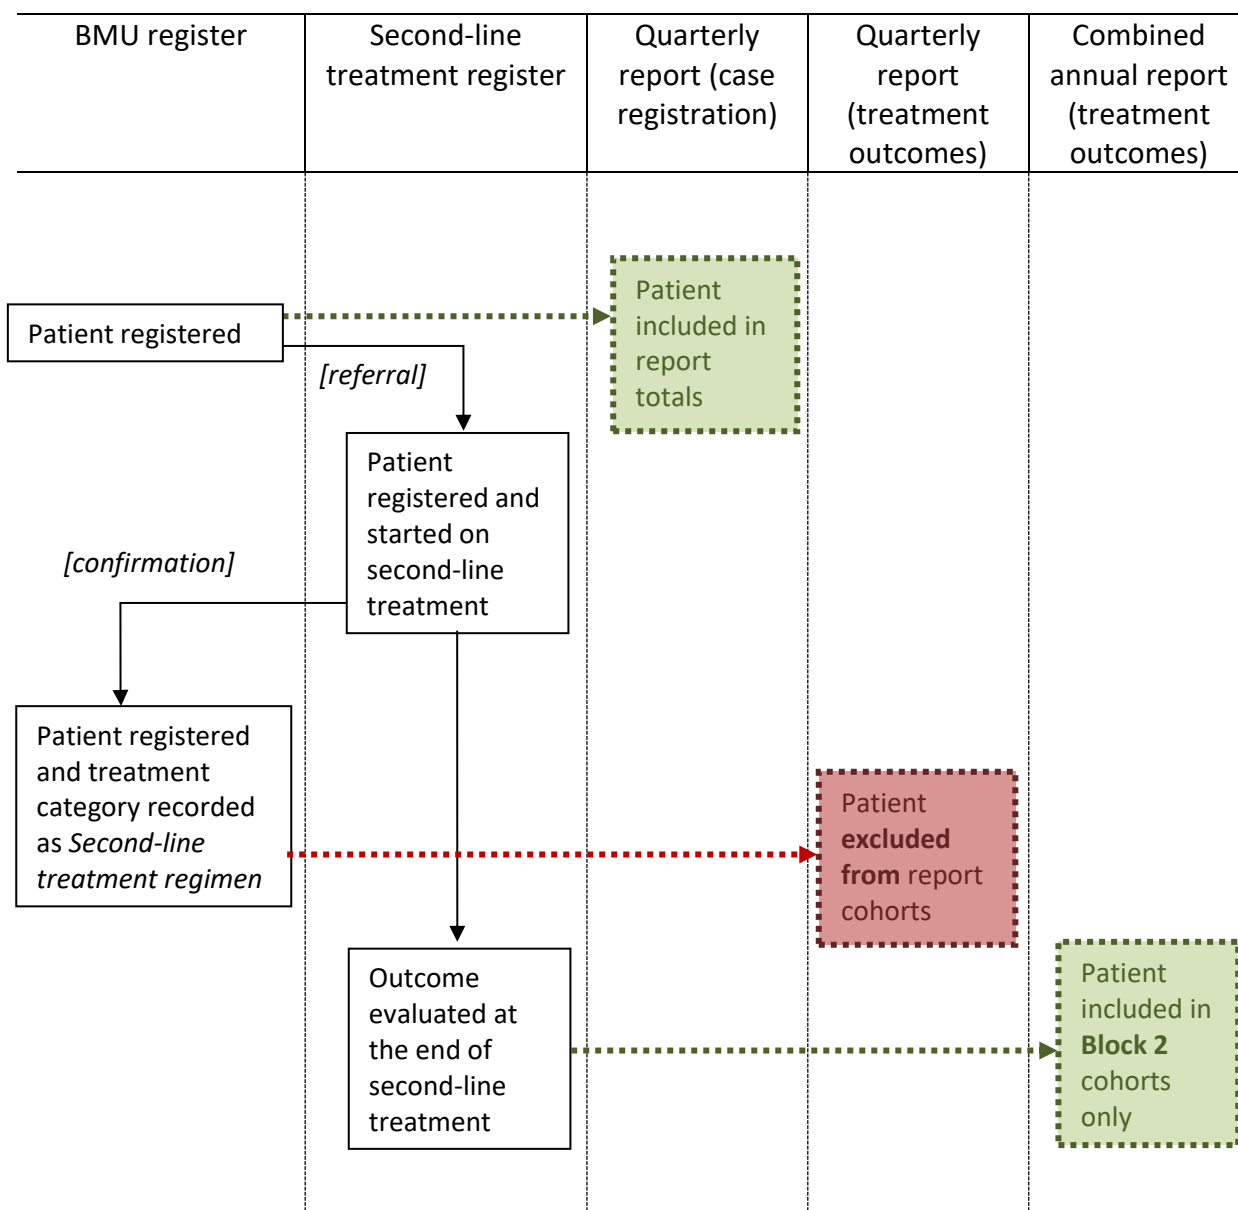 BMU register
Second-line
treatment register
Quarterly
report (case
registration)
Quarterly
report
(treatment
outcomes)
Combined
annual report
(treatment
outcomes)
Patient registered
[referral]
Patient
included in
report
totals
Patient
registered and
started on
second-line
treatment
[confirmation]
Patient registered
and treatment
category recorded
as Second-line
treatment regimen
Patient
excluded
from report
cohorts
Outcome
evaluated at
the end of
second-line
treatment
Patient
included in
Block 2
cohorts
only